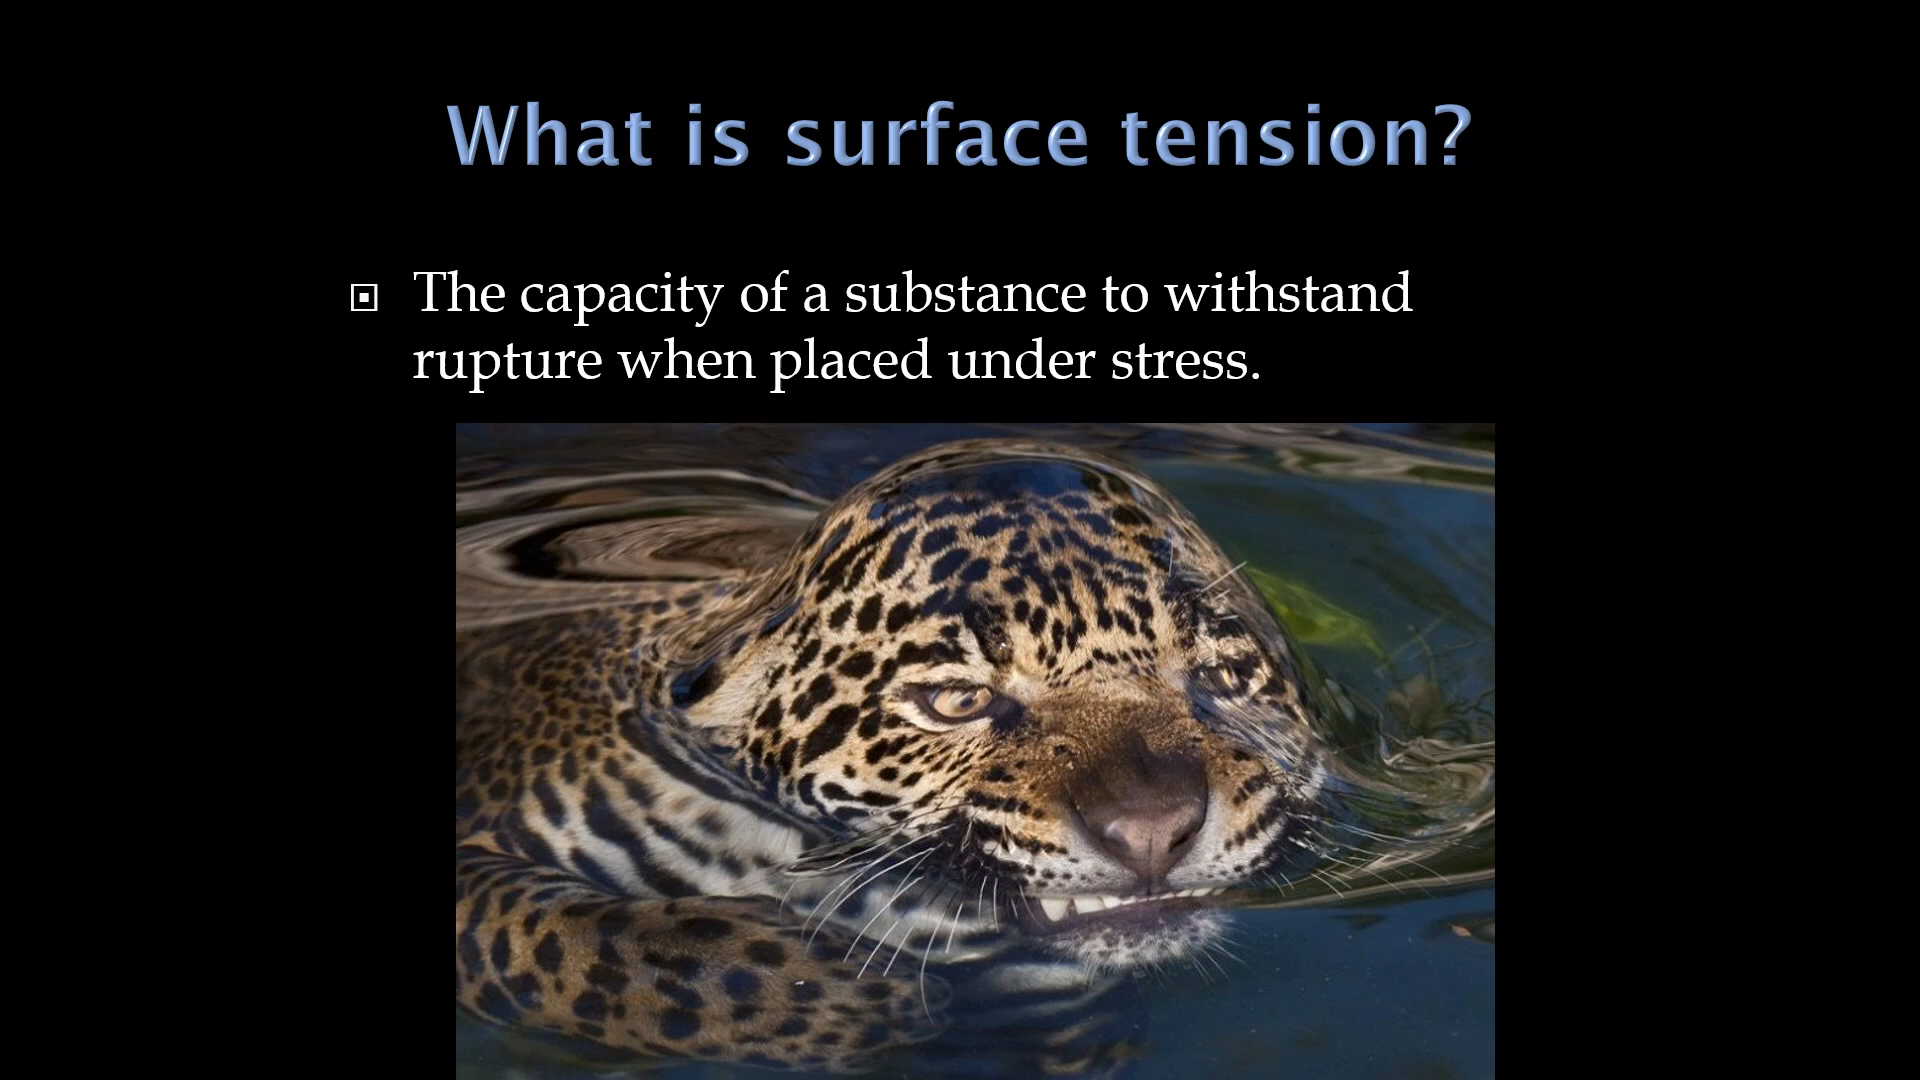 What is surface tension?
The capacity of a substance to withstand
rupture when placed under stress.